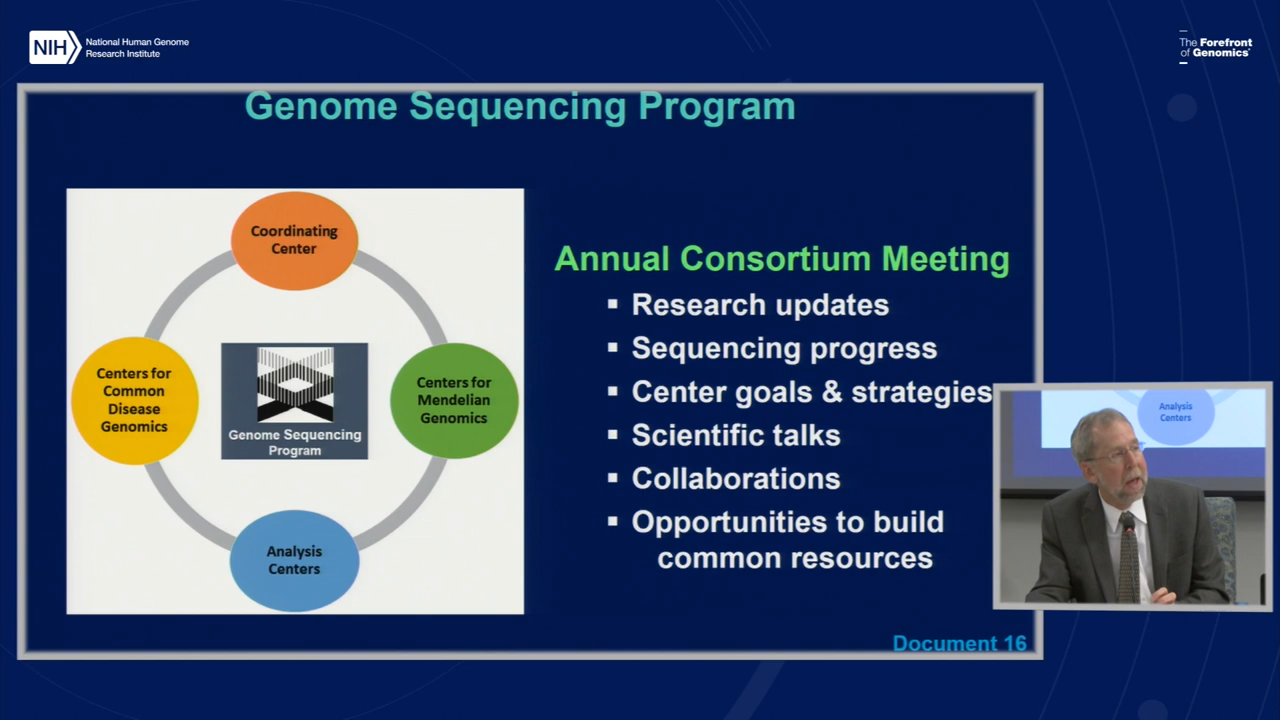 NIH
National Human Genome
Research Institute
The Forefront
of Genomics®
Genome Sequencing Program
Coordinating
Center
Centers for
Common
Disease
Genomics
Genome Sequencing
Program
Centers for
Mendelian
Genomics
Analysis
Centers
Annual Consortium Meeting
▪ Research updates
▪ Sequencing progress
▪ Center goals & strategies
▪ Scientific talks
▪ Collaborations
▪ Opportunities to build
common resources
Document 16
Analysis
Centers